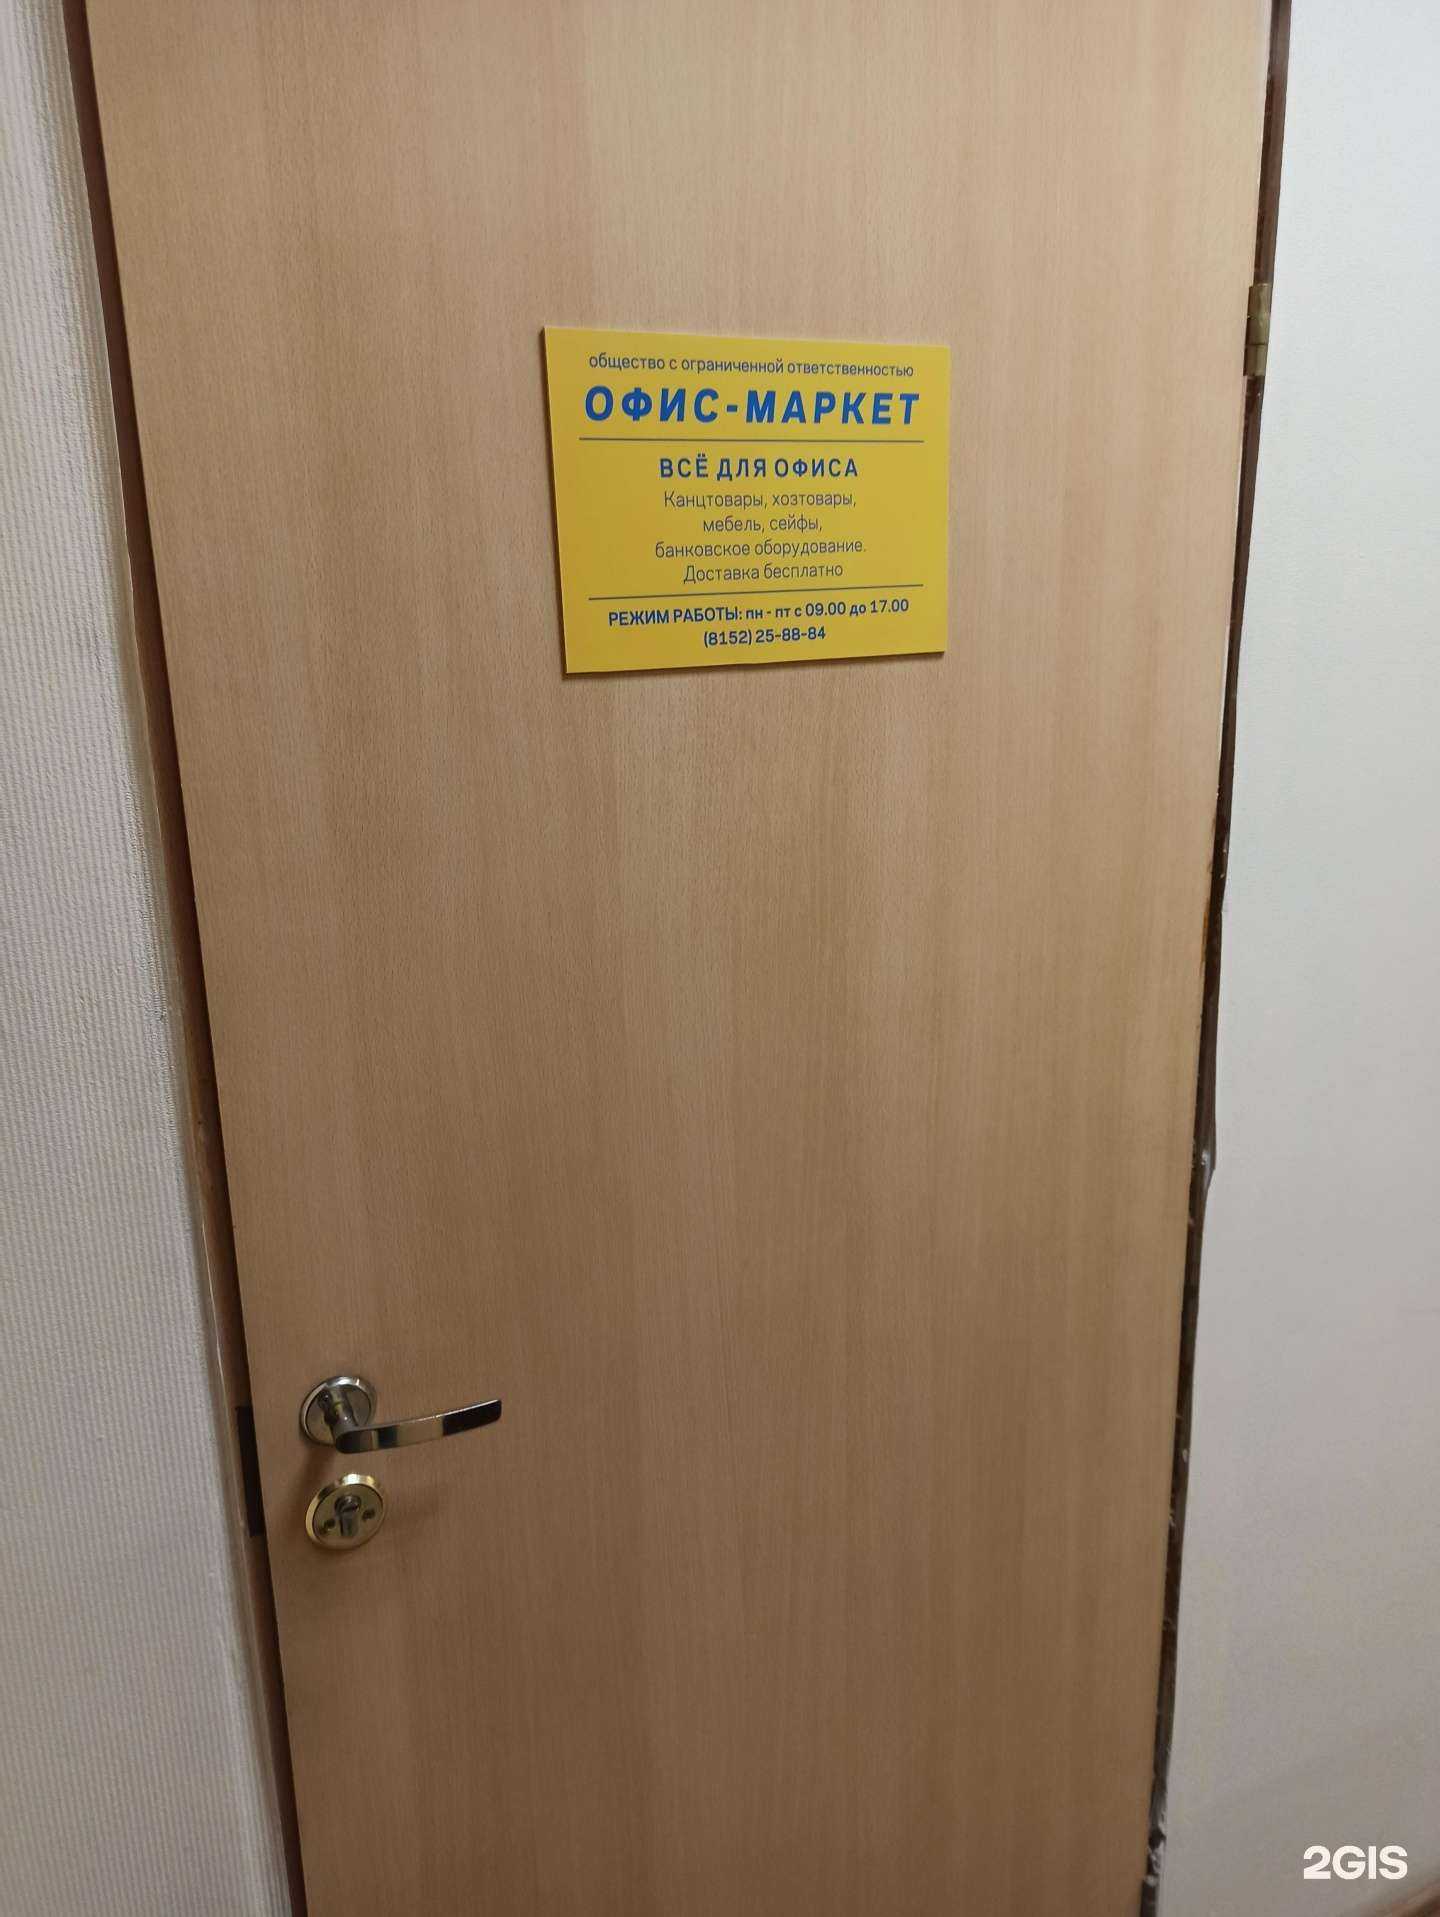 общество с ограниченной ответственностью
ОФИС-МАРКЕТ
ВСЁ ДЛЯ ОФИСА
Канцтовары, хозтовары,
мебель, сейфы,
банковское оборудование.
Доставка бесплатно
РЕЖИМ РАБОТЫ: пн - пт с 09.00 до 17.00
(8152) 25-88-84
2GIS